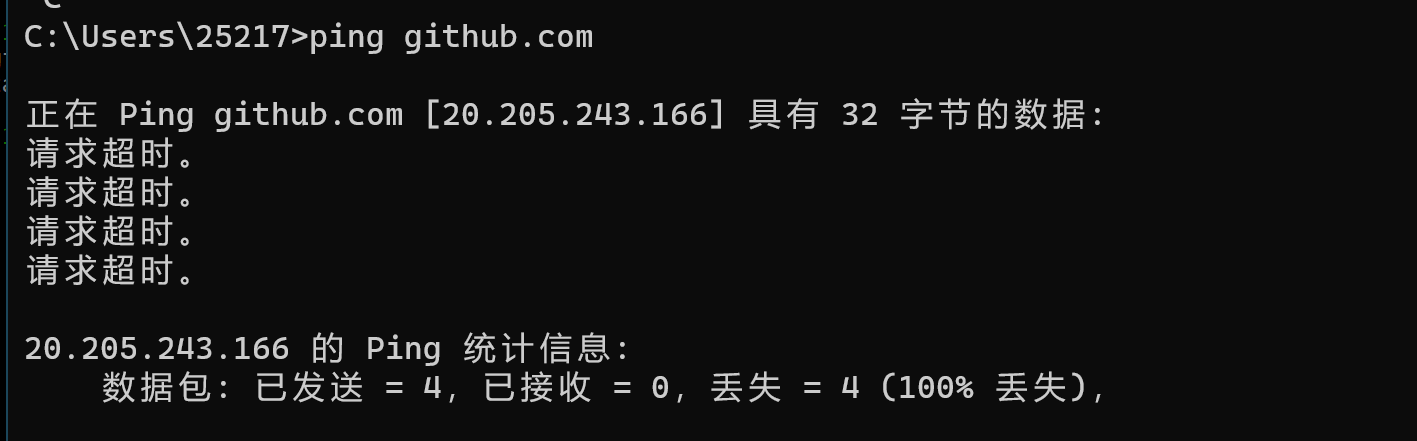 C:\Users\25217>ping github.com
正在 Ping github.com [20.205.243.166] 具有 32 字节的数据:
请求超时。
请求超时。
请求超时。
请求超时。
20.205.243.166 的 Ping 统计信息:
数据包: 已发送 = 4, 已接收 = 0, 丢失 = 4 (100% 丢失),